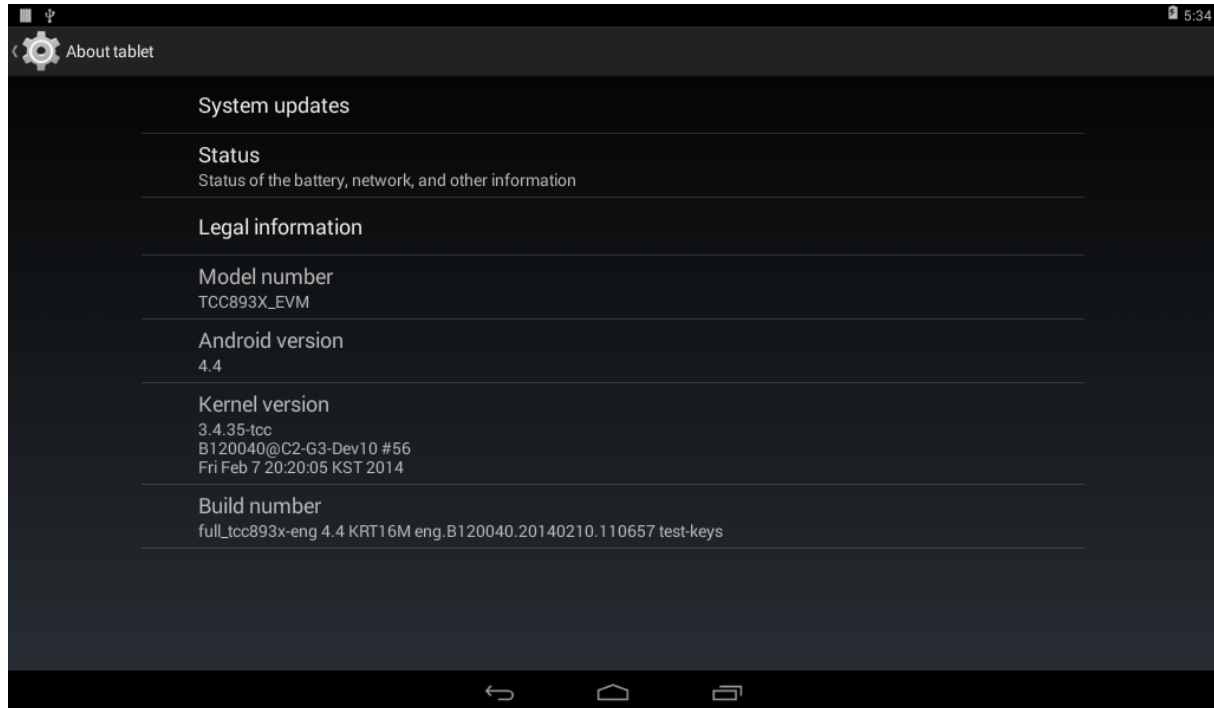 5:34
About tablet
System updates
Status
Status of the battery, network, and other information
Legal information
Model number
TCC893X_EVM
Android version
4.4
Kernel version
3.4.35-tcc
B120040@C2-G3-Dev10 #56
Fri Feb 7 20:20:05 KST 2014
Build number
full_tcc893x-eng 4.4 KRT16M eng.B120040.20140210.110657 test-keys